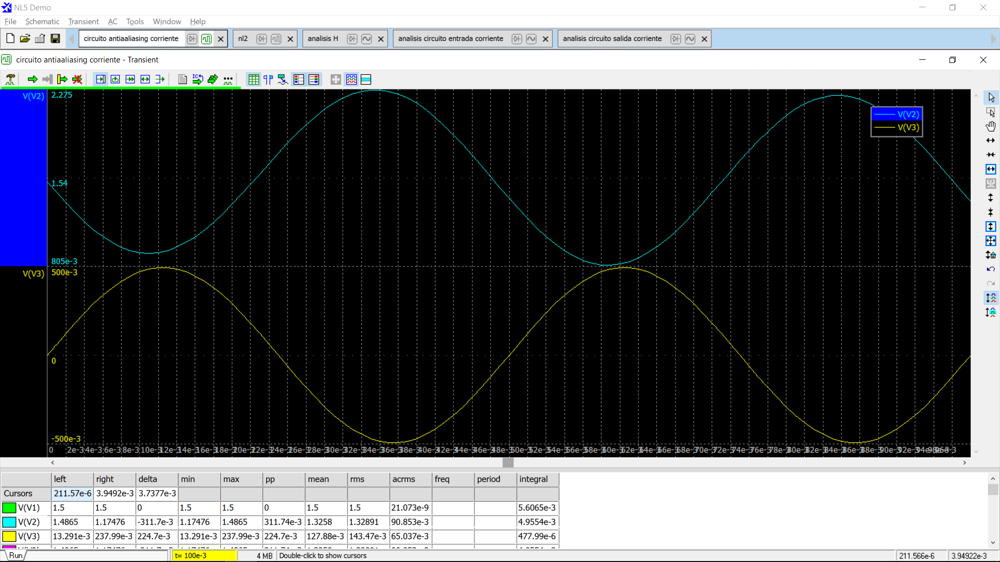 NL5 Demo
File Schematic Transient AC Tools Window Help
circuito antiaaliasing corriente nl2 analisis H analisis circuito entrada corriente analisis circuito salida corriente
circuito antiaaliasing corriente - Transient
IC
V(V2) 2.275
V(V2)
V(V3)
1.54
805e-3
V(V3) 500e-3
0
-500e-3
0 2e-3 4e-3 6e-3 8e-3 10e-3 12e-3 14e-3 16e-3 18e-3 20e-3 22e-3 24e-3 26e-3 28e-3 30e-3 32e-3 34e-3 36e-3 38e-3 40e-3 42e-3 44e-3 46e-3 48e-3 50e-3 52e-3 54e-3 56e-3 58e-3 60e-3 62e-3 64e-3 66e-3 68e-3 70e-3 72e-3 74e-3 76e-3 78e-3 80e-3 82e-3 84e-3 86e-3 88e-3 90e-3 92e-3 94e-3 96e-3 98e-3
left right delta min max pp mean rms acrms freq period integral
Cursors 211.57e-6 3.9492e-3 3.7377e-3
V(V1) 1.5 1.5 0 1.5 1.5 0 1.5 1.5 21.073e-9 5.6065e-3
V(V2) 1.4865 1.17476 -311.7e-3 1.17476 1.4865 311.74e-3 1.3258 1.32891 90.853e-3 4.9554e-3
V(V3) 13.291e-3 237.99e-3 224.7e-3 13.291e-3 237.99e-3 224.7e-3 127.88e-3 143.47e-3 65.037e-3 477.99e-6
Run t= 100e-3 4 MB Double-click to show cursors 211.566e-6 3.94922e-3